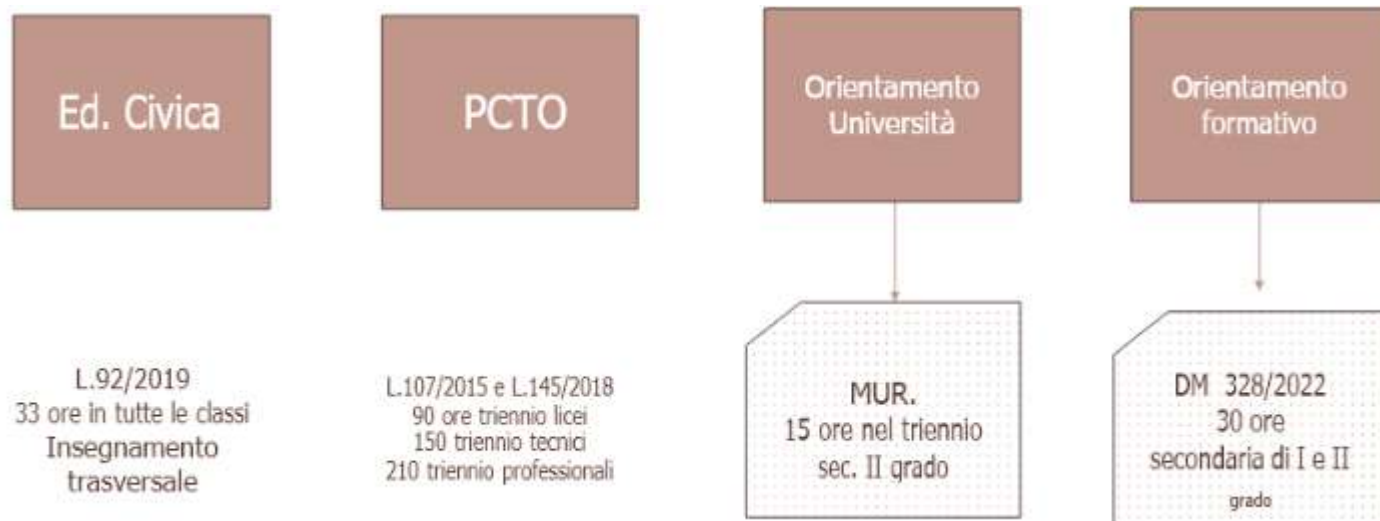 Ed. Civica
PCTO
Orientamento
Università
Orientamento
formativo
L.92/2019
33 ore in tutte le classi
Insegnamento
trasversale
L.107/2015 e L.145/2018
90 ore triennio licei
150 triennio tecnici
210 triennio professionali
MUR.
15 ore nel triennio
sec. II grado
DM 328/2022
30 ore
secondaria di I e II
grado